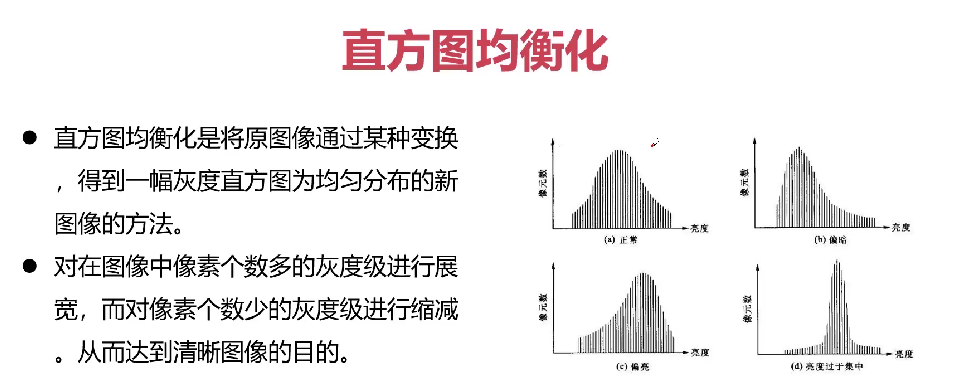 直方图均衡化
● 直方图均衡化是将原图像通过某种变换
，得到一幅灰度直方图为均匀分布的新
图像的方法。
● 对在图像中像素个数多的灰度级进行展
宽，而对像素个数少的灰度级进行缩减
。从而达到清晰图像的目的。
像元数
亮度
(a) 正常
像元数
亮度
(b) 偏暗
像元数
亮度
(c) 偏亮
像元数
亮度
(d) 亮度过于集中